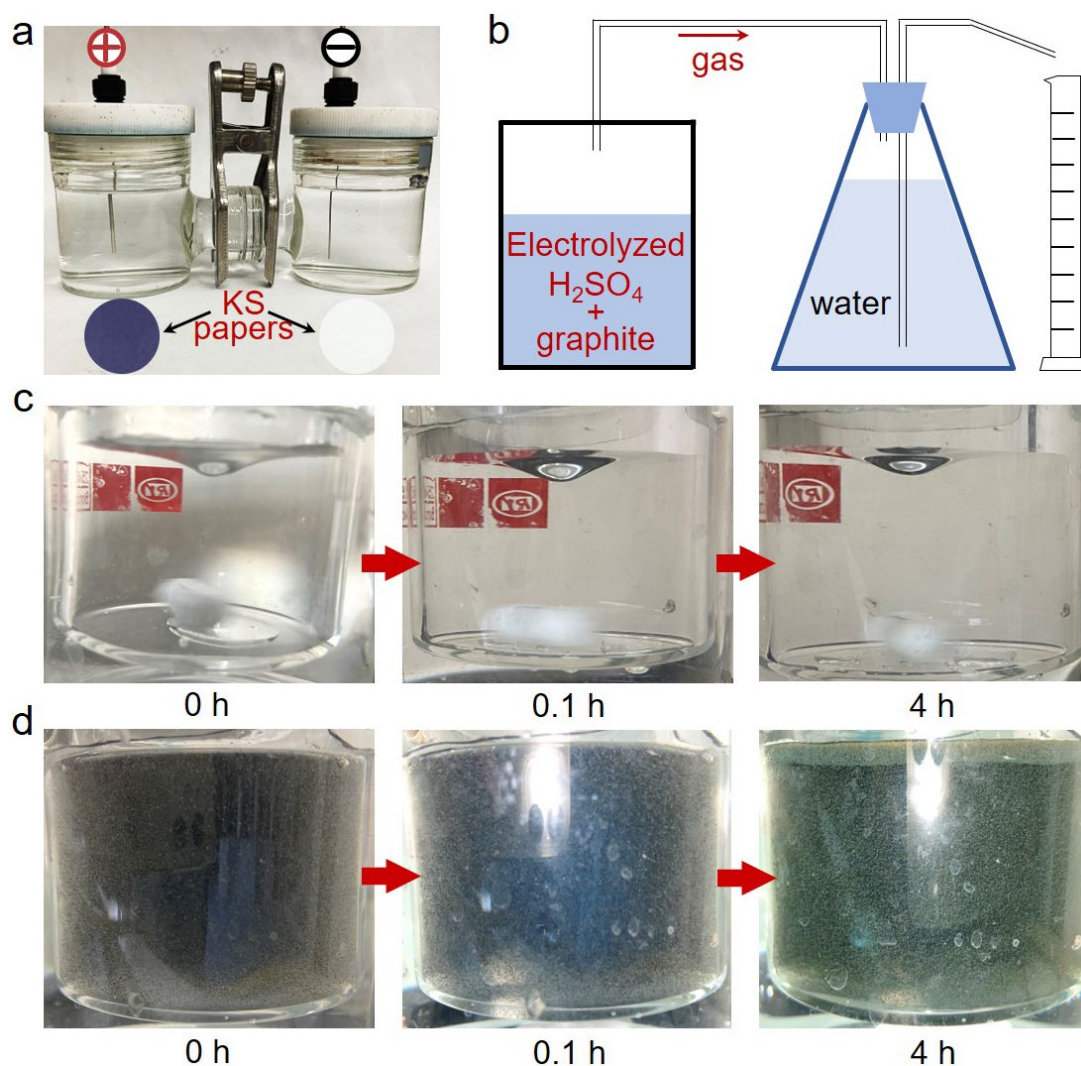 a
b
gas
Electrolyzed
H₂SO₄
+
graphite
water
KS
papers
c
0 h
0.1 h
4 h
d
0 h
0.1 h
4 h